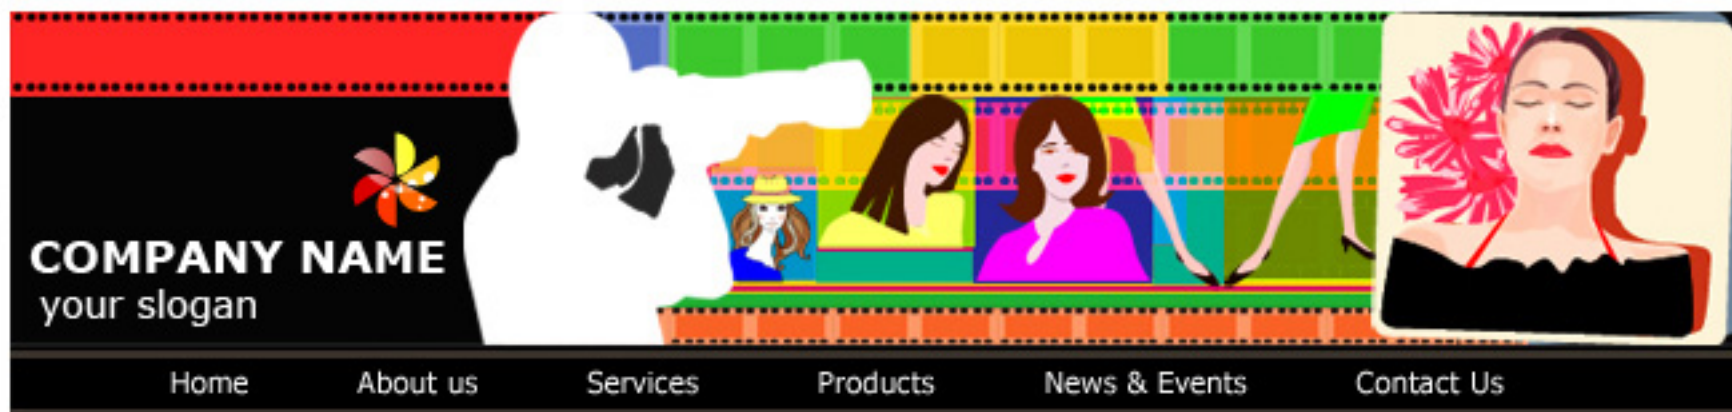 COMPANY NAME
your slogan
Home About us Services Products News & Events Contact Us